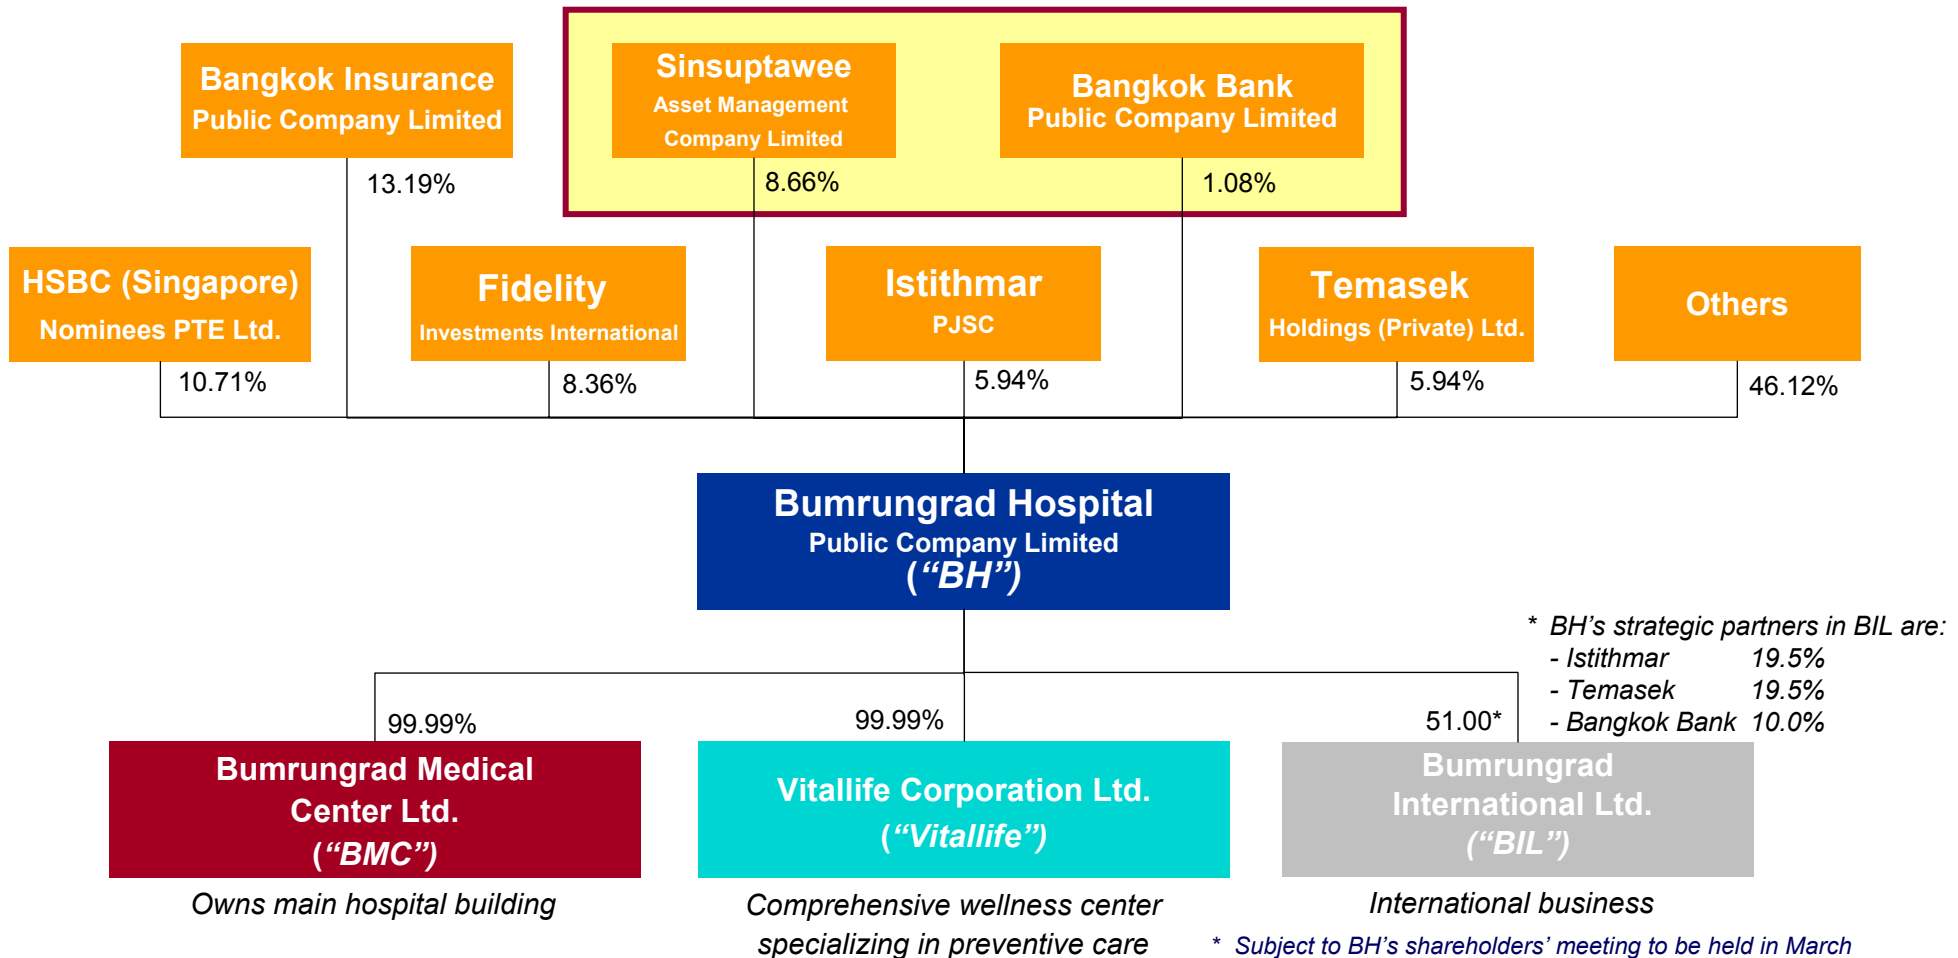 Bangkok Insurance
Public Company Limited
13.19%
Sinsuptawee
Asset Management
Company Limited
8.66%
Bangkok Bank
Public Company Limited
1.08%
HSBC (Singapore)
Nominees PTE Ltd.
10.71%
Fidelity
Investments International
8.36%
Istithmar
PJSC
5.94%
Temasek
Holdings (Private) Ltd.
5.94%
Others
46.12%
Bumrungrad Hospital
Public Company Limited
(“BH”)
* BH’s strategic partners in BIL are:
- Istithmar 19.5%
- Temasek 19.5%
- Bangkok Bank 10.0%
99.99%
Bumrungrad Medical
Center Ltd.
(“BMC”)
Owns main hospital building
99.99%
Vitallife Corporation Ltd.
(“Vitallife”)
Comprehensive wellness center
specializing in preventive care
51.00*
Bumrungrad
International Ltd.
(“BIL”)
International business
* Subject to BH’s shareholders’ meeting to be held in March